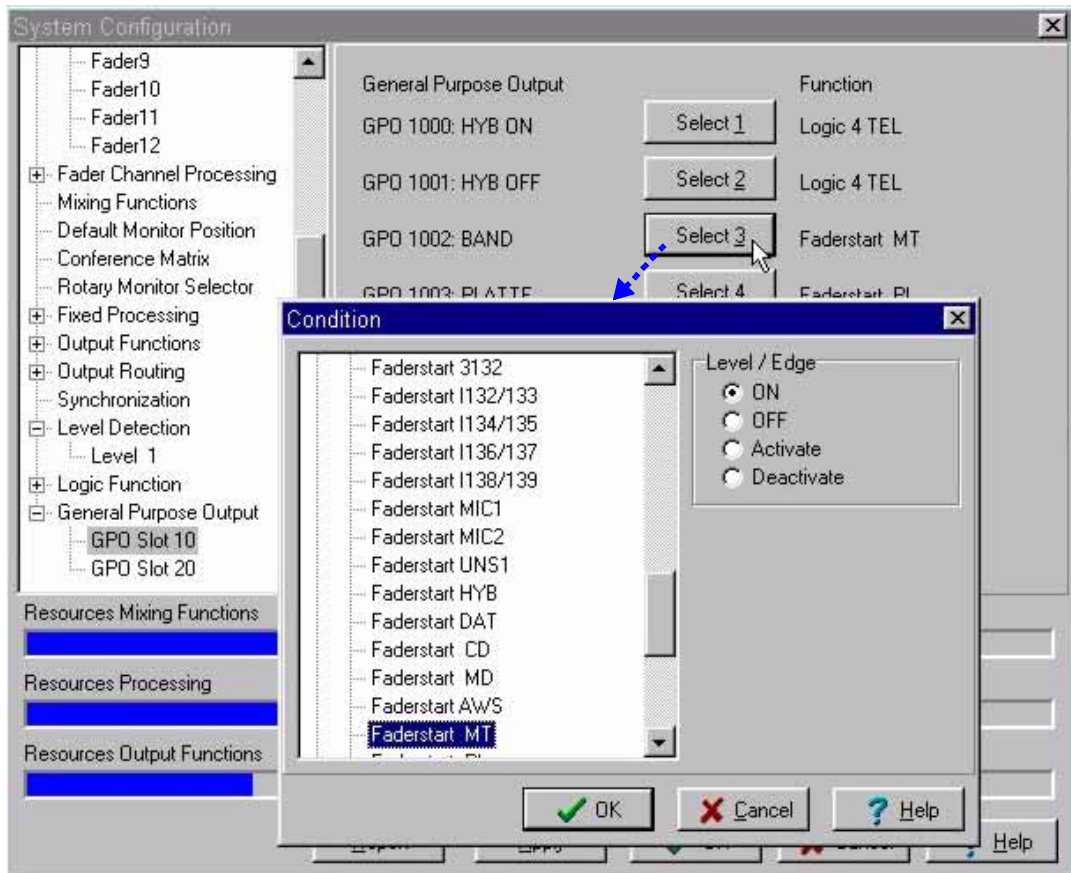 System Configuration
Fader9
Fader10
Fader11
Fader12
Fader Channel Processing
Mixing Functions
Default Monitor Position
Conference Matrix
Rotary Monitor Selector
Fixed Processing
Output Functions
Output Routing
Synchronization
Level Detection
Level 1
Logic Function
General Purpose Output
GPO Slot 10
GPO Slot 20
General Purpose Output Function
GPO 1000: HYB ON Select 1 Logic 4 TEL
GPO 1001: HYB OFF Select 2 Logic 4 TEL
GPO 1002: BAND Select 3 Faderstart MT
GPO 1003: PLATTE Select 4 Faderstart PL
Condition
Faderstart 3132
Faderstart I132/133
Faderstart I134/135
Faderstart I136/137
Faderstart I138/139
Faderstart MIC1
Faderstart MIC2
Faderstart UNS1
Faderstart HYB
Faderstart DAT
Faderstart CD
Faderstart MD
Faderstart AWS
Faderstart MT
Level / Edge
ON
OFF
Activate
Deactivate
OK Cancel Help
Resources Mixing Functions
Resources Processing
Resources Output Functions
Help